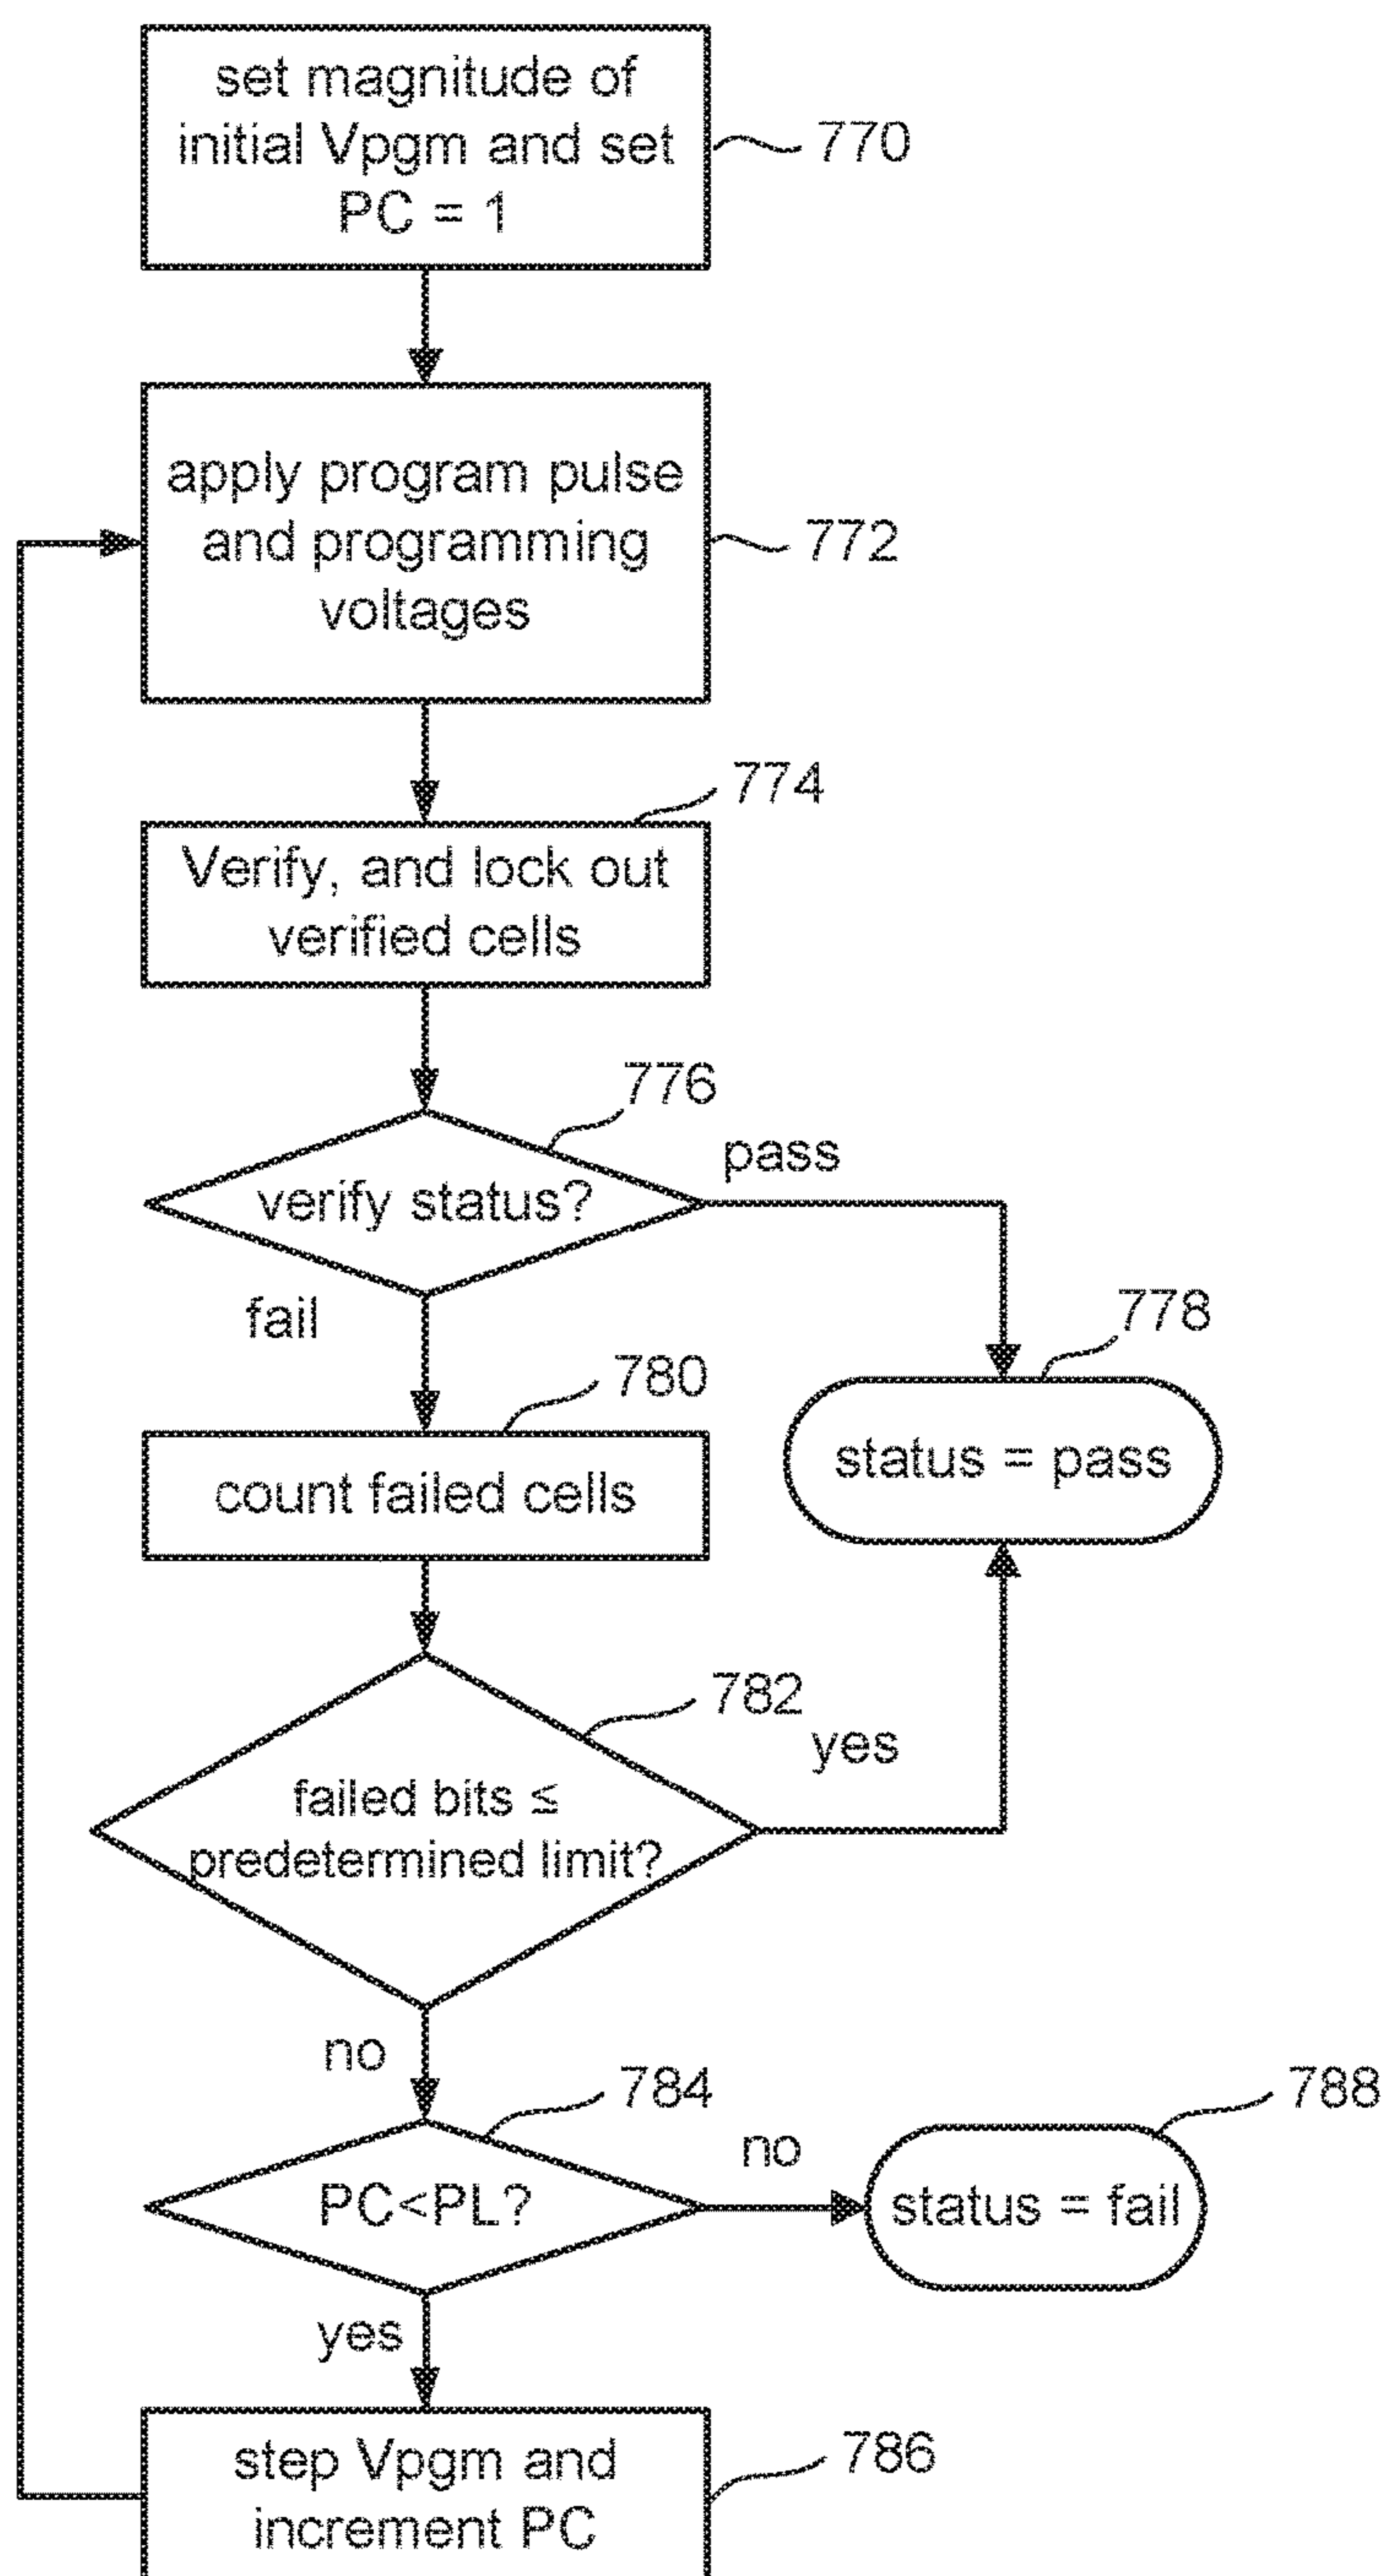 set magnitude of
initial Vpgm and set
PC = 1
770
apply program pulse
and programming
voltages
772
774
Verify, and lock out
verified cells
776
pass
verify status?
fail
778
780
status = pass
count failed cells
782
yes
failed bits ≤
predetermined limit?
no
784
788
no
PC<PL?
status = fail
yes
step Vpgm and
increment PC
786